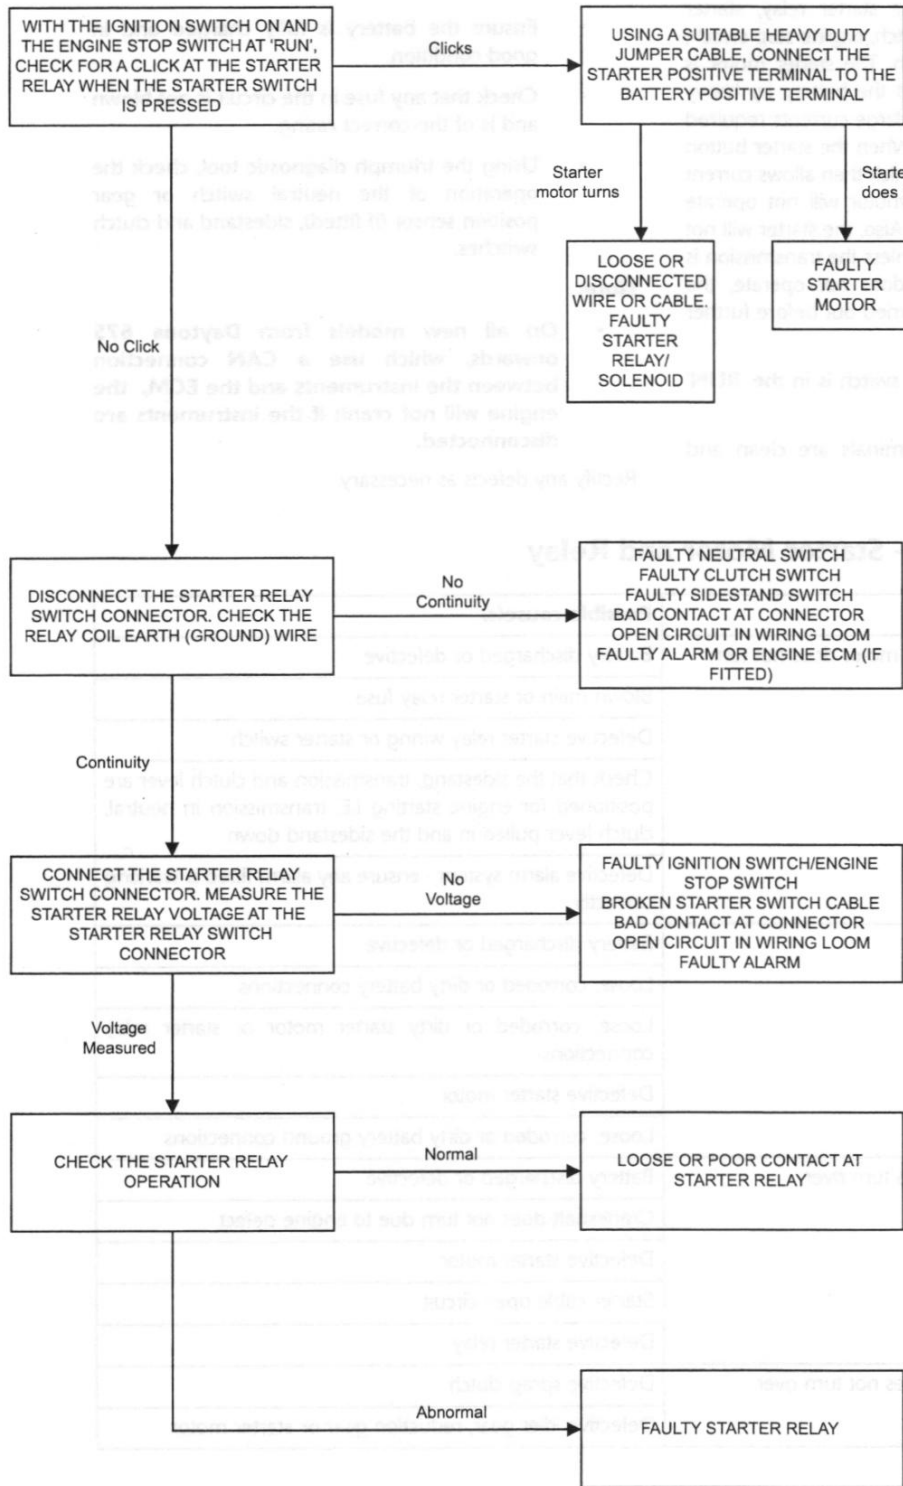 WITH THE IGNITION SWITCH ON AND
THE ENGINE STOP SWITCH AT 'RUN',
CHECK FOR A CLICK AT THE STARTER
RELAY WHEN THE STARTER SWITCH
IS PRESSED
Clicks
USING A SUITABLE HEAVY DUTY
JUMPER CABLE, CONNECT THE
STARTER POSITIVE TERMINAL TO THE
BATTERY POSITIVE TERMINAL
Starter
motor turns
Starte
does
LOOSE OR
DISCONNECTED
WIRE OR CABLE.
FAULTY
STARTER
RELAY/
SOLENOID
FAULTY
STARTER
MOTOR
No Click
DISCONNECT THE STARTER RELAY
SWITCH CONNECTOR. CHECK THE
RELAY COIL EARTH (GROUND) WIRE
No
Continuity
FAULTY NEUTRAL SWITCH
FAULTY CLUTCH SWITCH
FAULTY SIDESTAND SWITCH
BAD CONTACT AT CONNECTOR
OPEN CIRCUIT IN WIRING LOOM
FAULTY ALARM OR ENGINE ECM (IF
FITTED)
Continuity
CONNECT THE STARTER RELAY
SWITCH CONNECTOR. MEASURE THE
STARTER RELAY VOLTAGE AT THE
STARTER RELAY SWITCH
CONNECTOR
No
Voltage
FAULTY IGNITION SWITCH/ENGINE
STOP SWITCH
BROKEN STARTER SWITCH CABLE
BAD CONTACT AT CONNECTOR
OPEN CIRCUIT IN WIRING LOOM
FAULTY ALARM
Voltage
Measured
CHECK THE STARTER RELAY
OPERATION
Normal
LOOSE OR POOR CONTACT AT
STARTER RELAY
Abnormal
FAULTY STARTER RELAY